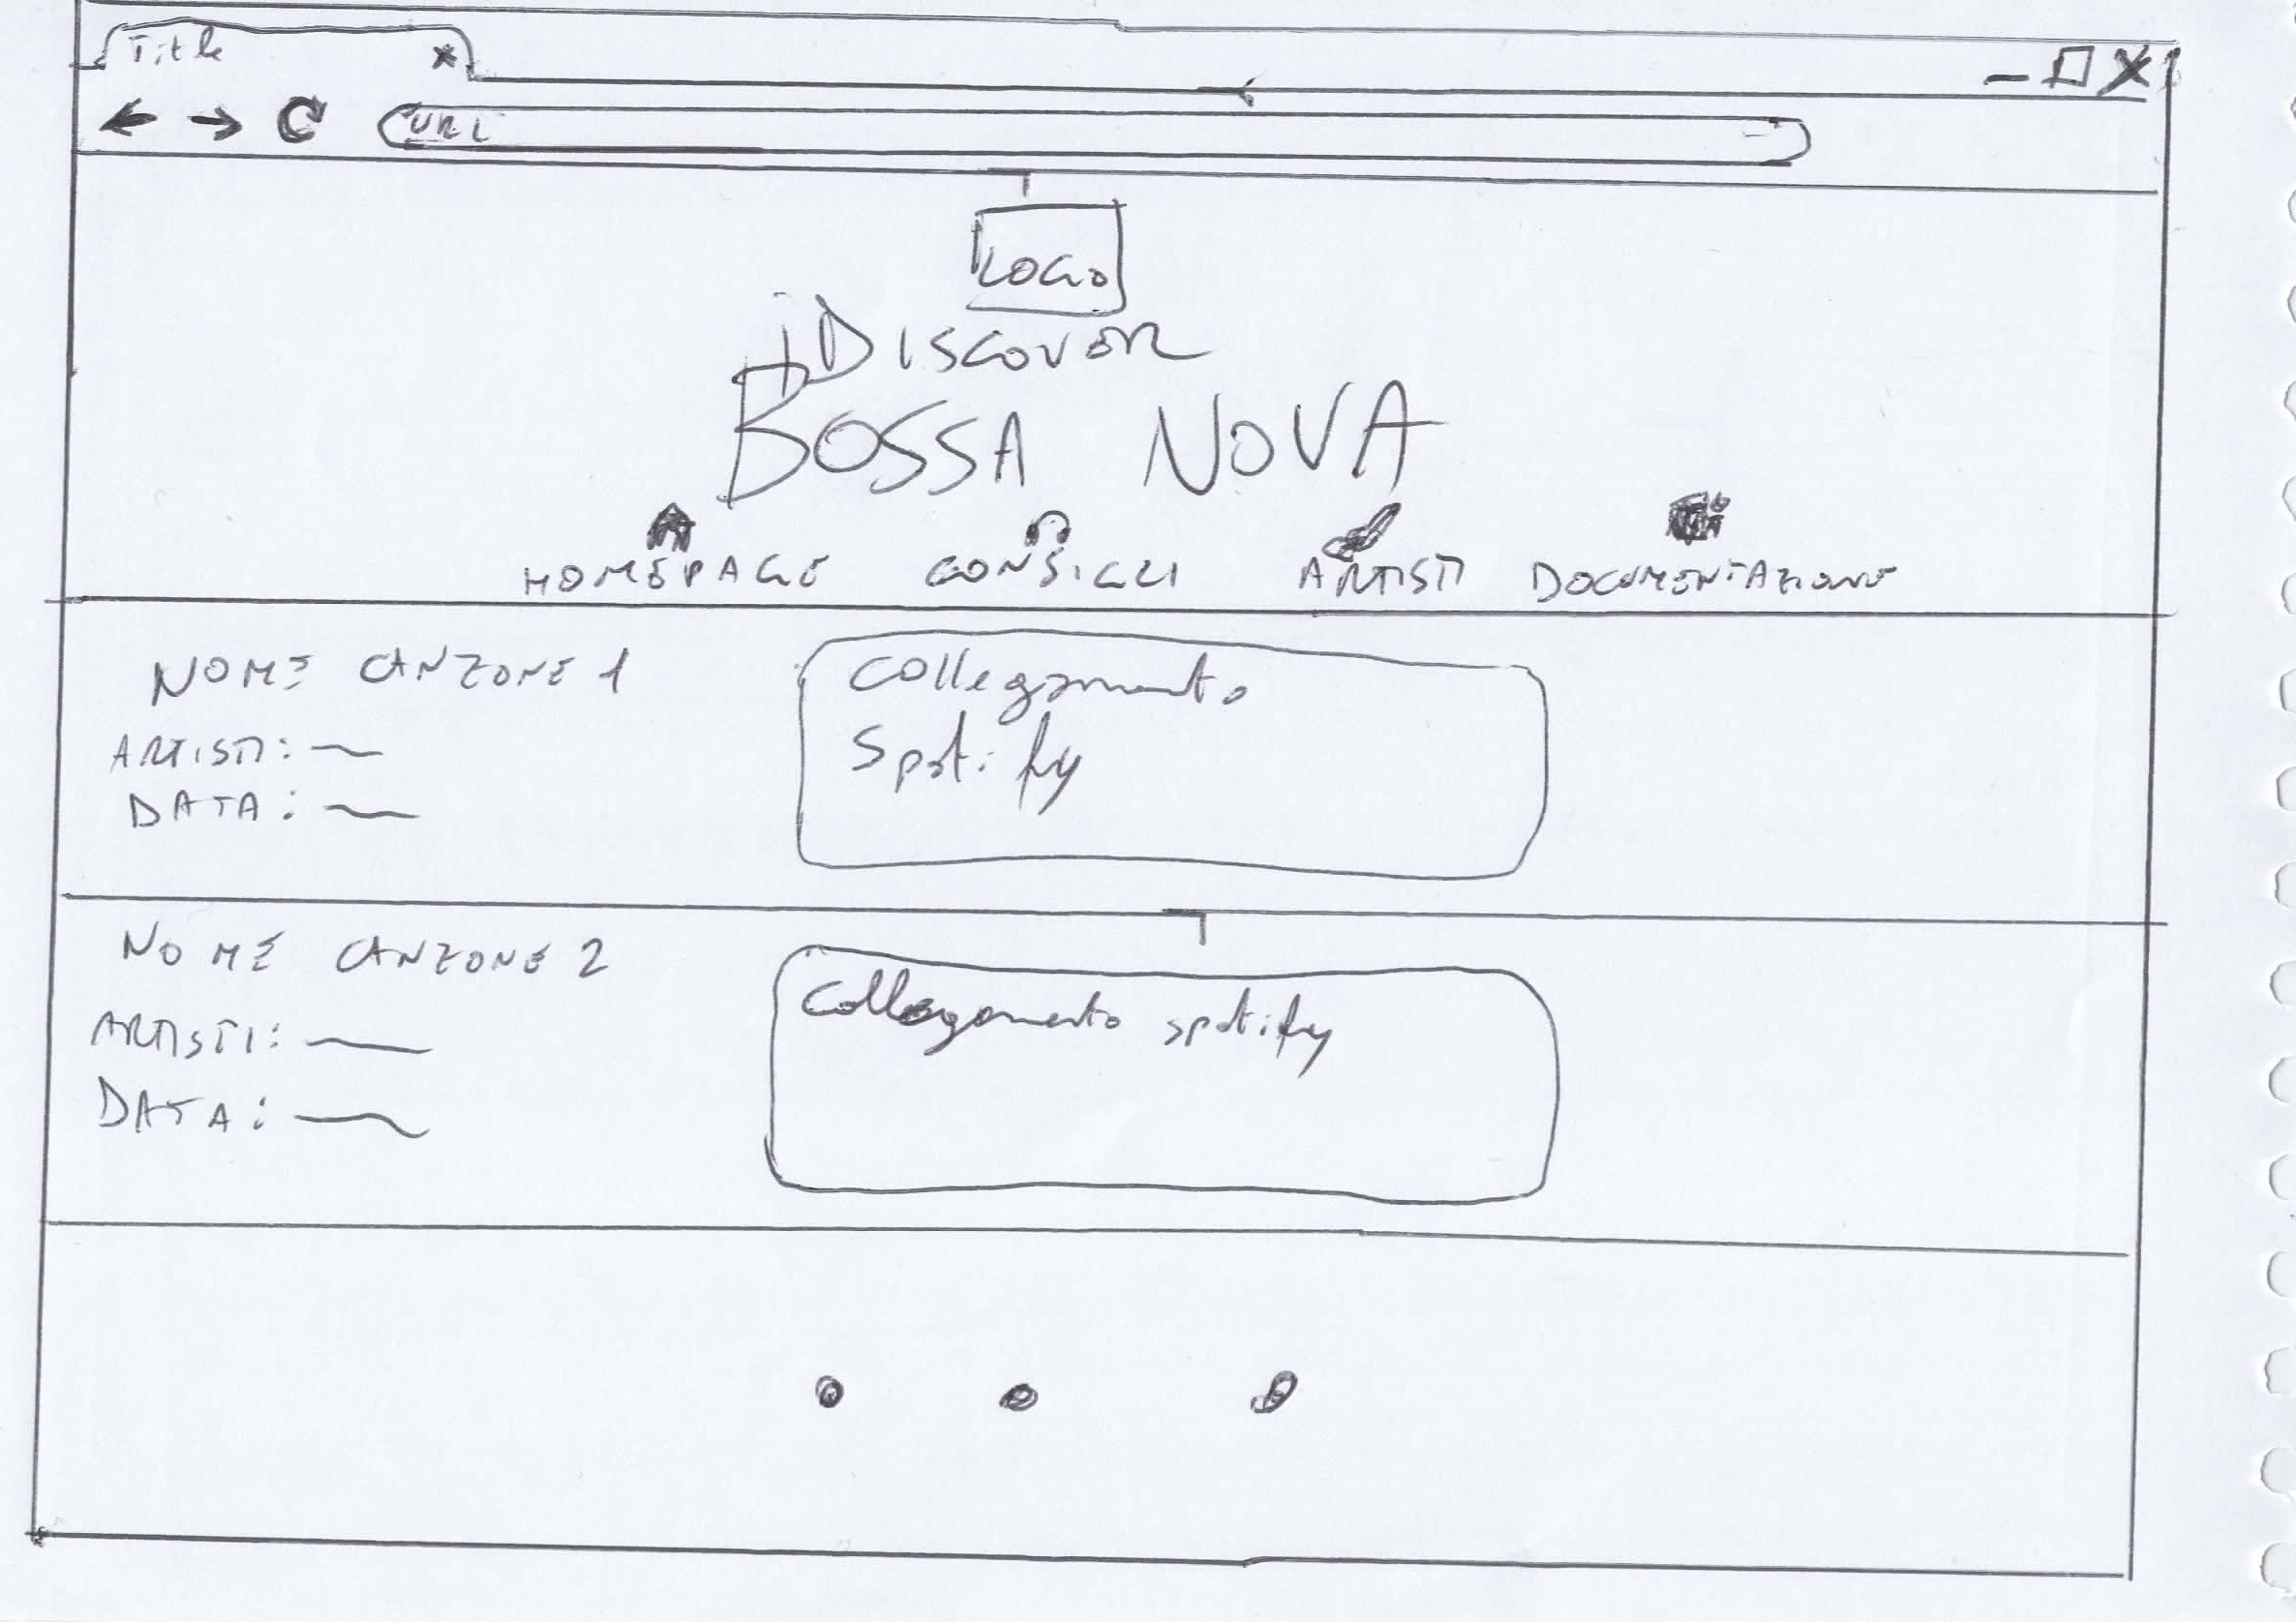 Title
URL
LOGO
DISCOVER
BOSSA NOVA
HOMEPAGE CONSIGLI ARTISTI DOCUMENTAZIONE
NOME CANZONE 1
Collegamento
Spotify
ARTISTI:
DATA:
NOME CANZONE 2
Collegamento spotify
ARTISTI:
DATA: